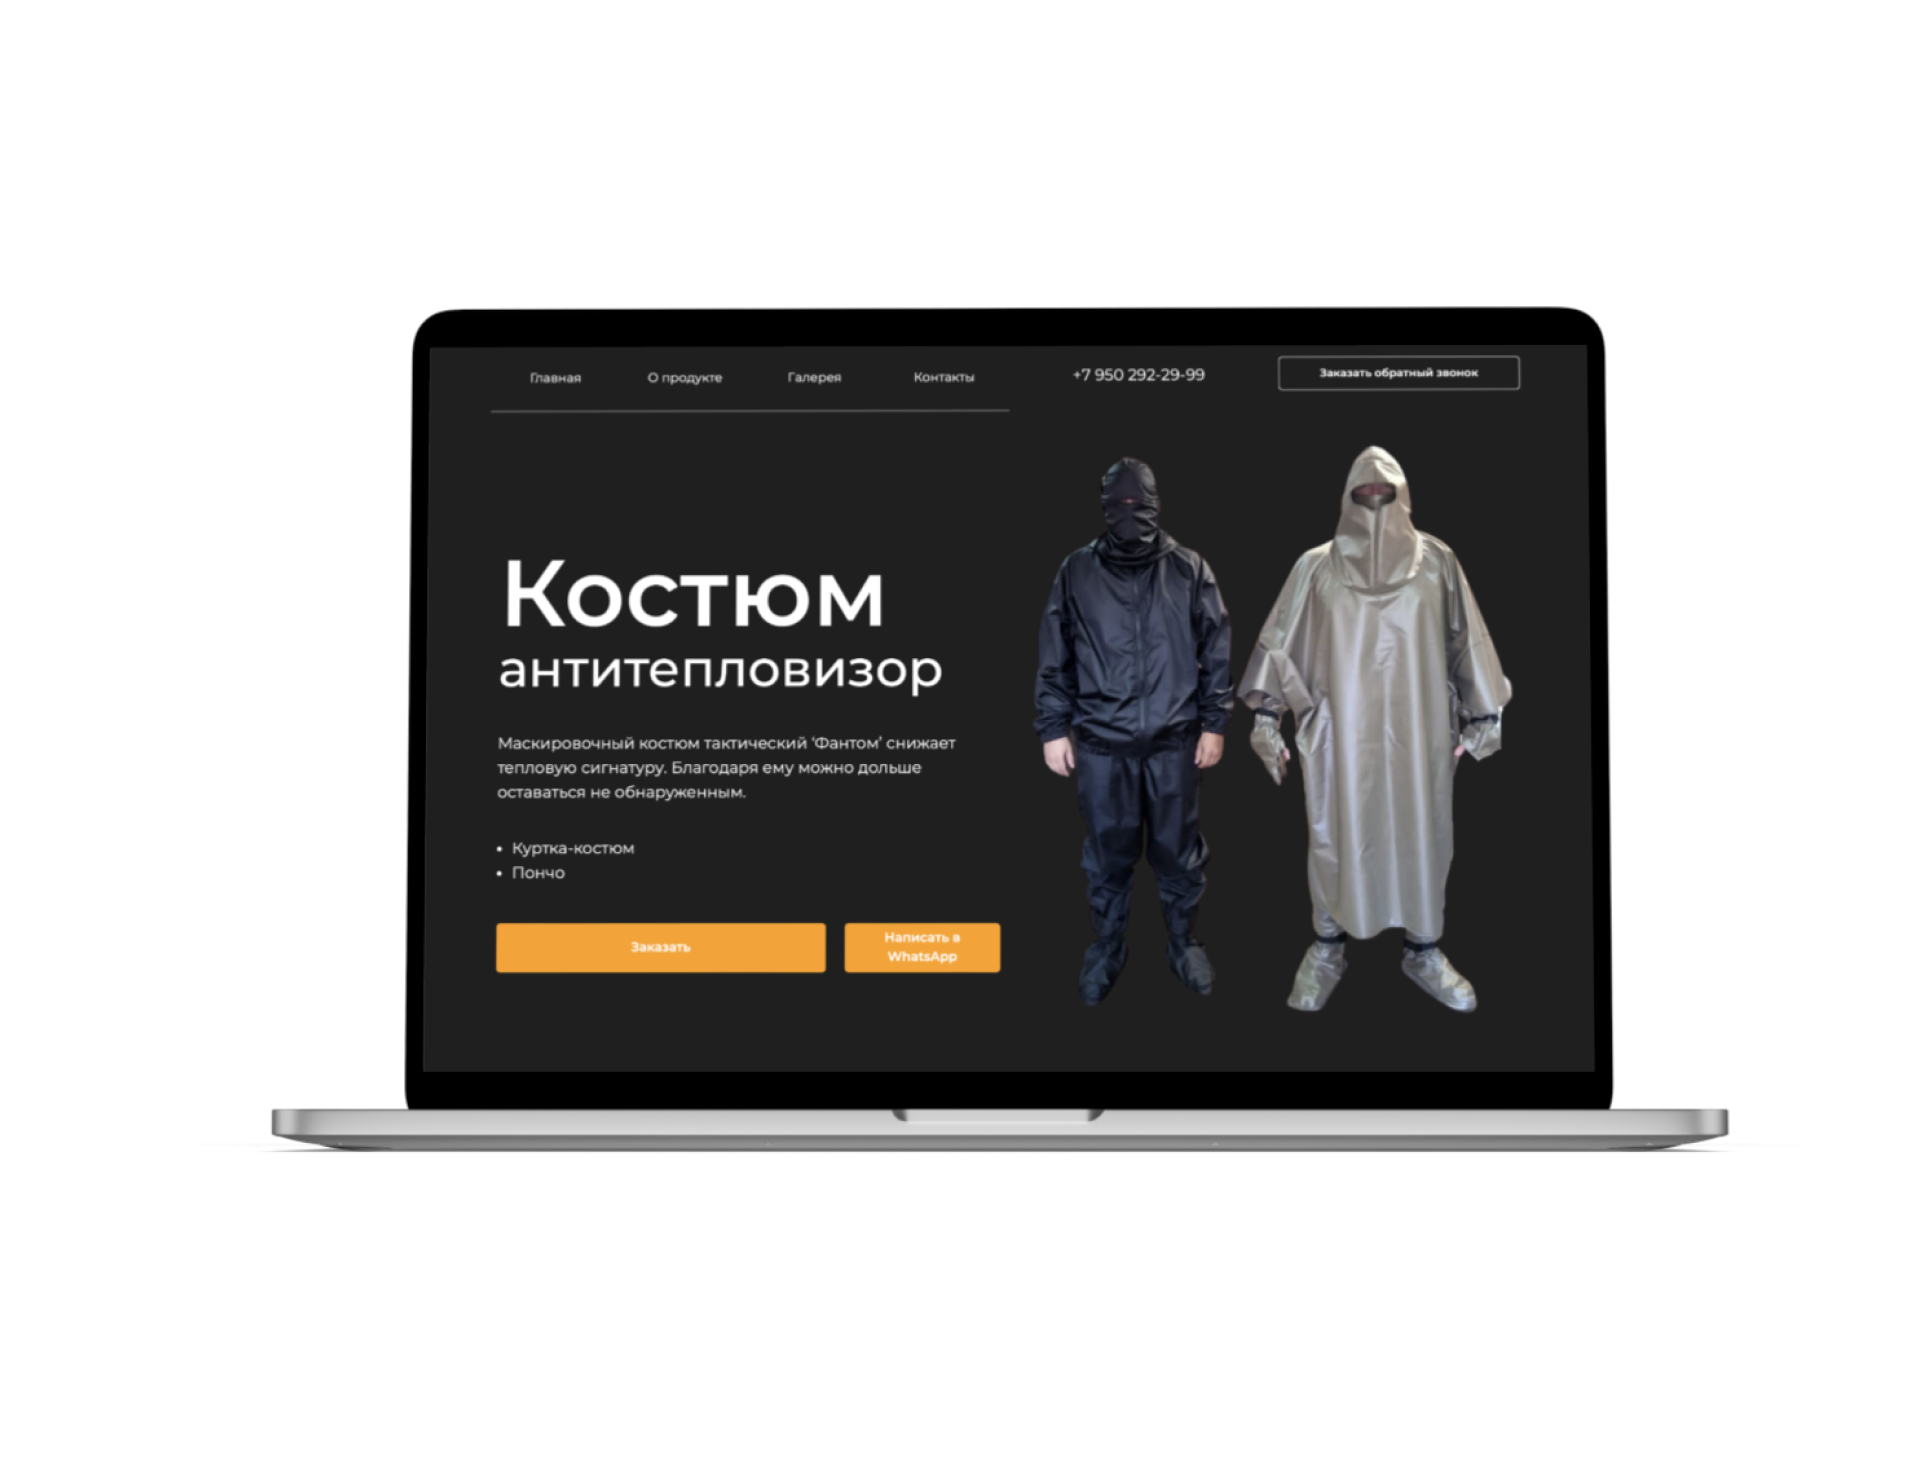 Главная О продукте Галерея Контакты +7 950 292-29-99 Заказать обратный звонок
Костюм
антитепловизор
Маскировочный костюм тактический ‘Фантом’ снижает
тепловую сигнатуру. Благодаря ему можно дольше
оставаться не обнаруженным.
• Куртка-костюм
• Пончо
Заказать
Написать в
WhatsApp